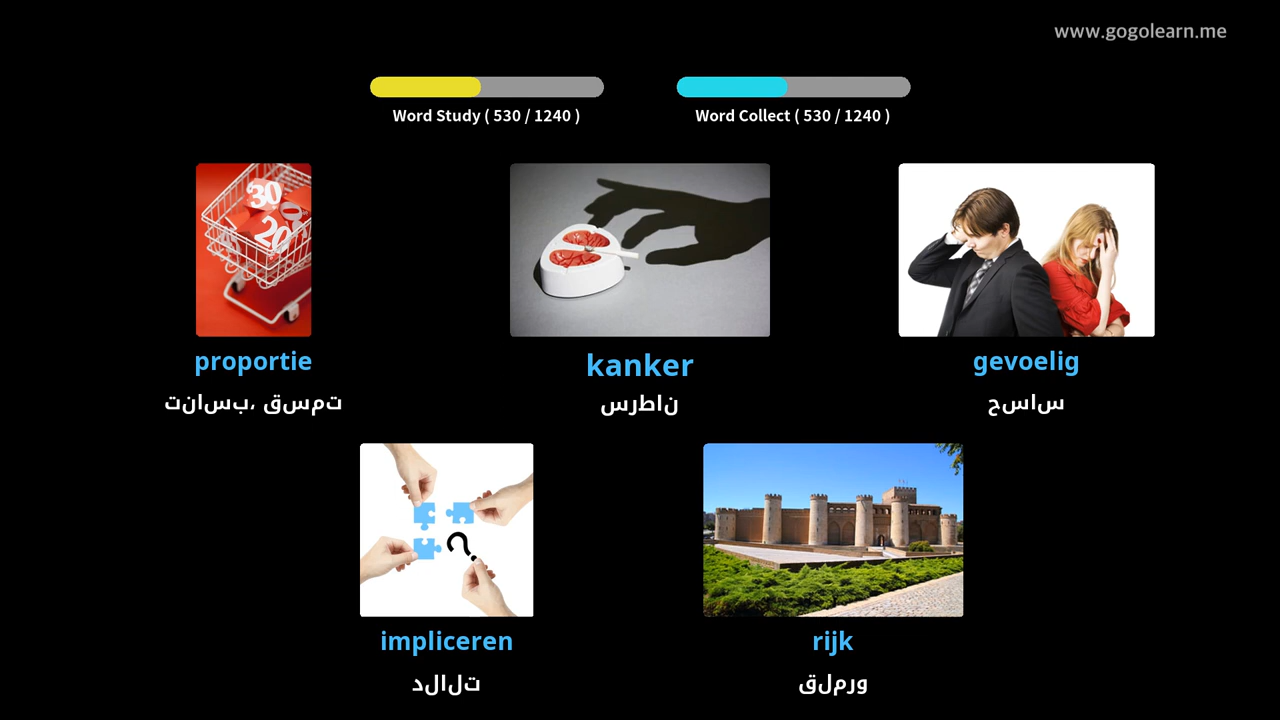 www.gogolearn.me
Word Study ( 530 / 1240 )
Word Collect ( 530 / 1240 )
30
20
proportie
kanker
gevoelig
تناسب، قسمت
سرطان
حساس
impliceren
rijk
دلالت
قلمرو